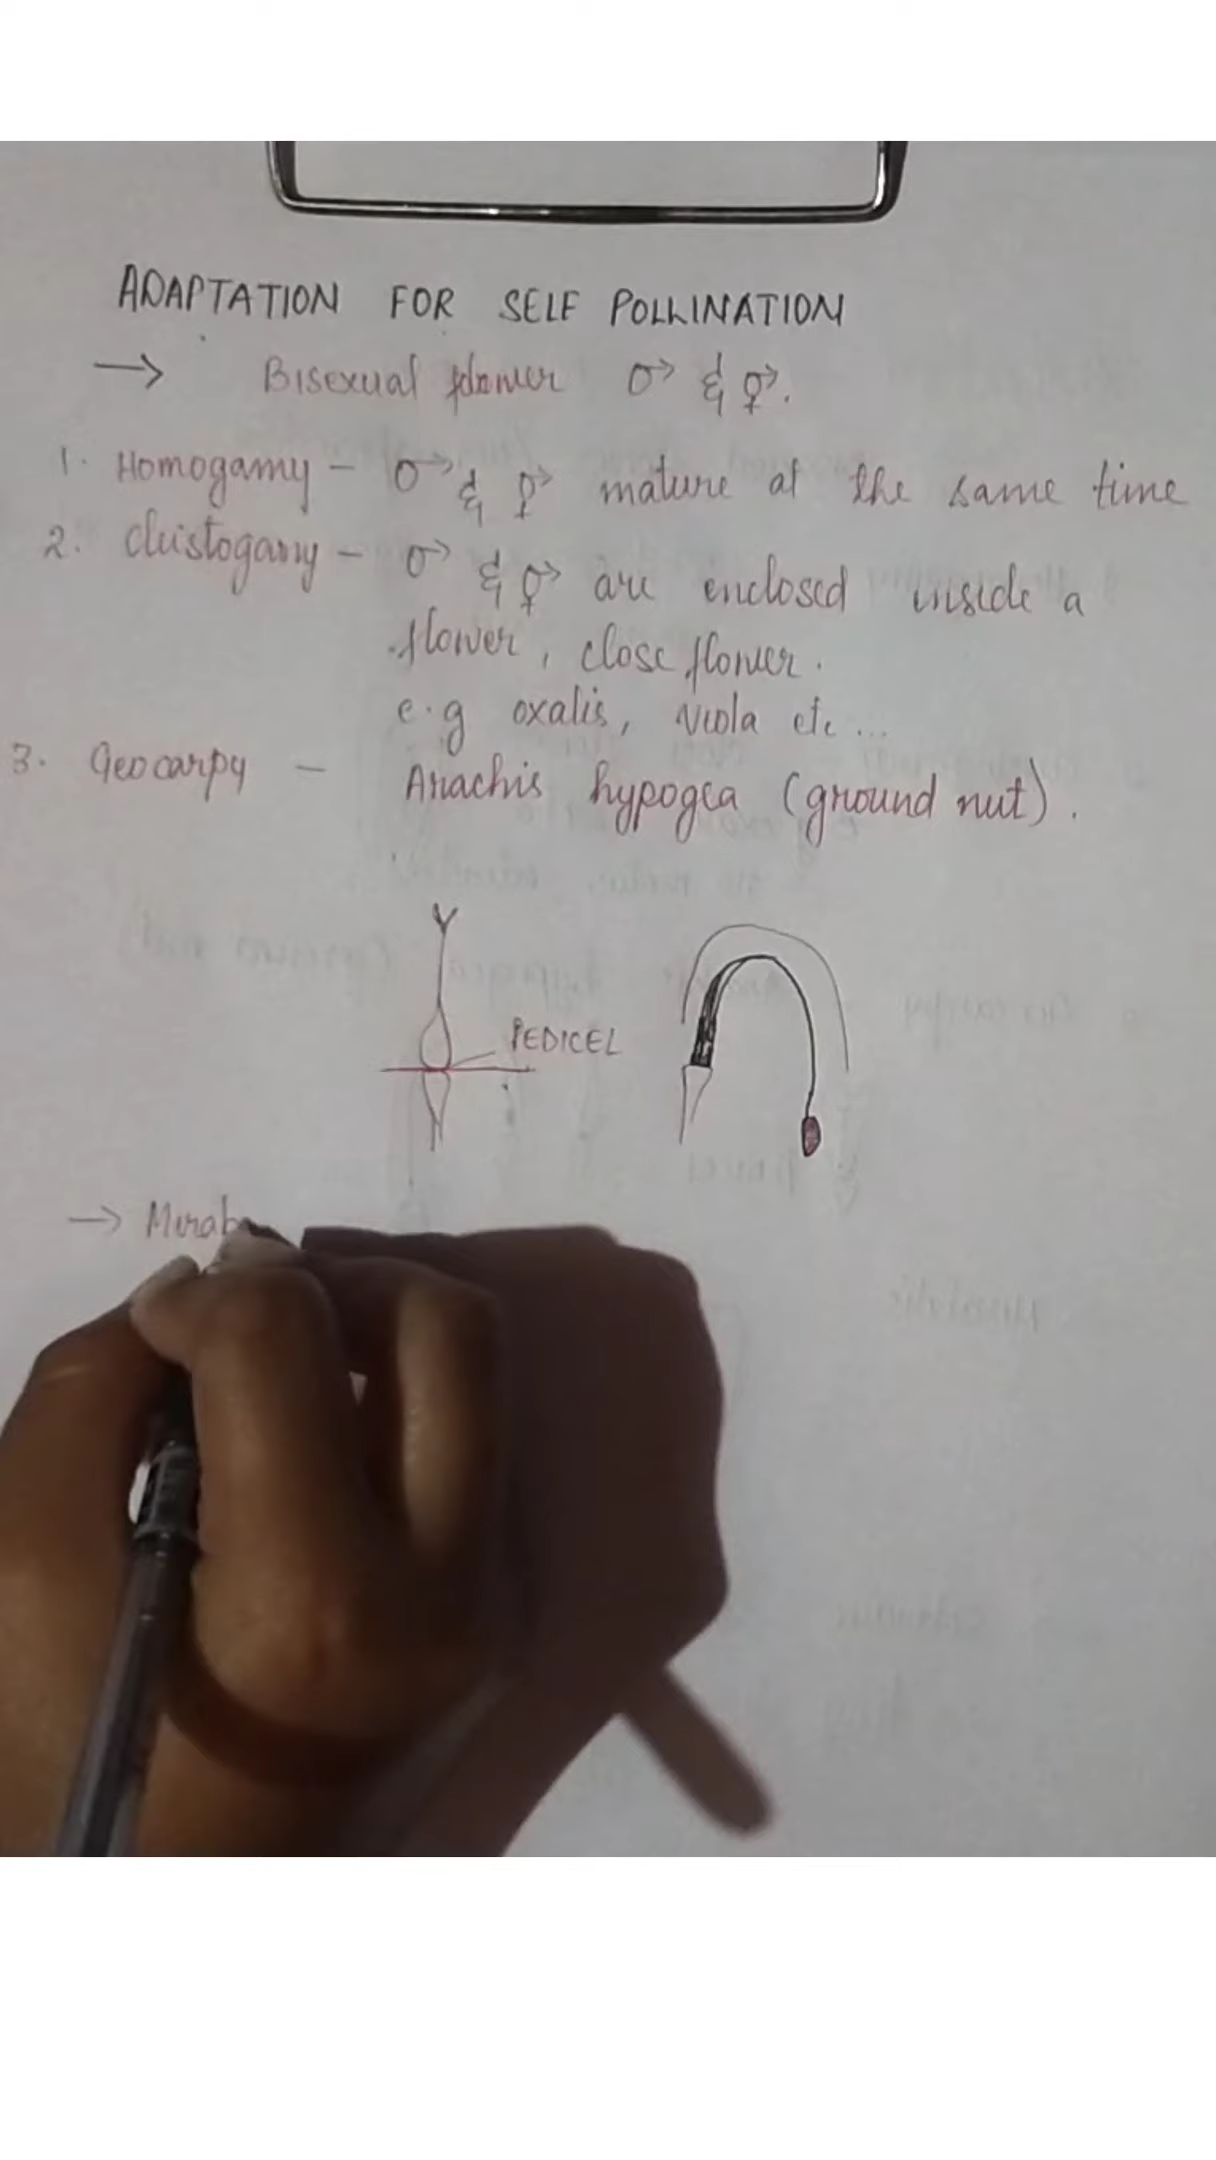 ADAPTATION FOR SELF POLLINATION
→ Bisexual flower ♂ & ⚥.
1. Homogamy - ♂ & ⚥ mature at the same time
2. Cleistogamy - ♂ & ⚥ are enclosed inside a
flower, close flower.
e.g oxalis, viola etc...
3. Geocarpy - Arachis hypogea (ground nut).
PEDICEL
→ Mirab